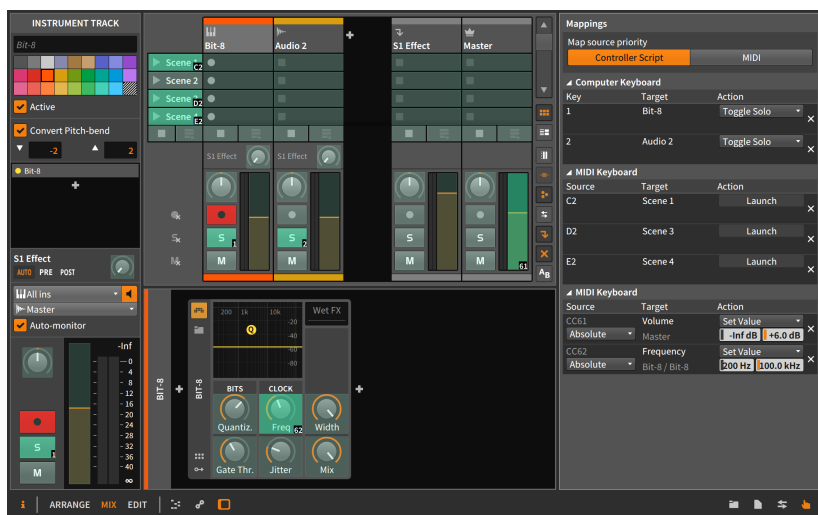 INSTRUMENT TRACK
Bit-8
Active
Convert Pitch-bend
-2
2
Bit-8
S1 Effect
AUTO PRE POST
All ins
Master
Auto-monitor
-Inf
0
4
8
12
16
20
24
28
32
36
40
∞
S
1
M
Bit-8
Audio 2
S1 Effect
Master
Scene
C2
Scene 2
Scene
D2
Scene
E2
S1 Effect
S1 Effect
S
1
S
2
S
S
M
M
M
M
61
BIT-8
BIT-8
200 1k 10k
-20
-40
-60
-80
Q
Wet FX
BITS
CLOCK
Quantiz.
Freq
62
Width
Gate Thr.
Jitter
Mix
Mappings
Map source priority
Controller Script
MIDI
Computer Keyboard
Key Target Action
1 Bit-8 Toggle Solo
2 Audio 2 Toggle Solo
MIDI Keyboard
Source Target Action
C2 Scene 1 Launch
D2 Scene 3 Launch
E2 Scene 4 Launch
MIDI Keyboard
Source Target Action
CC61 Volume Set Value
Absolute Master -Inf dB +6.0 dB
CC62 Frequency Set Value
Absolute Bit-8 / Bit-8 200 Hz 100.0 kHz
i ARRANGE MIX EDIT